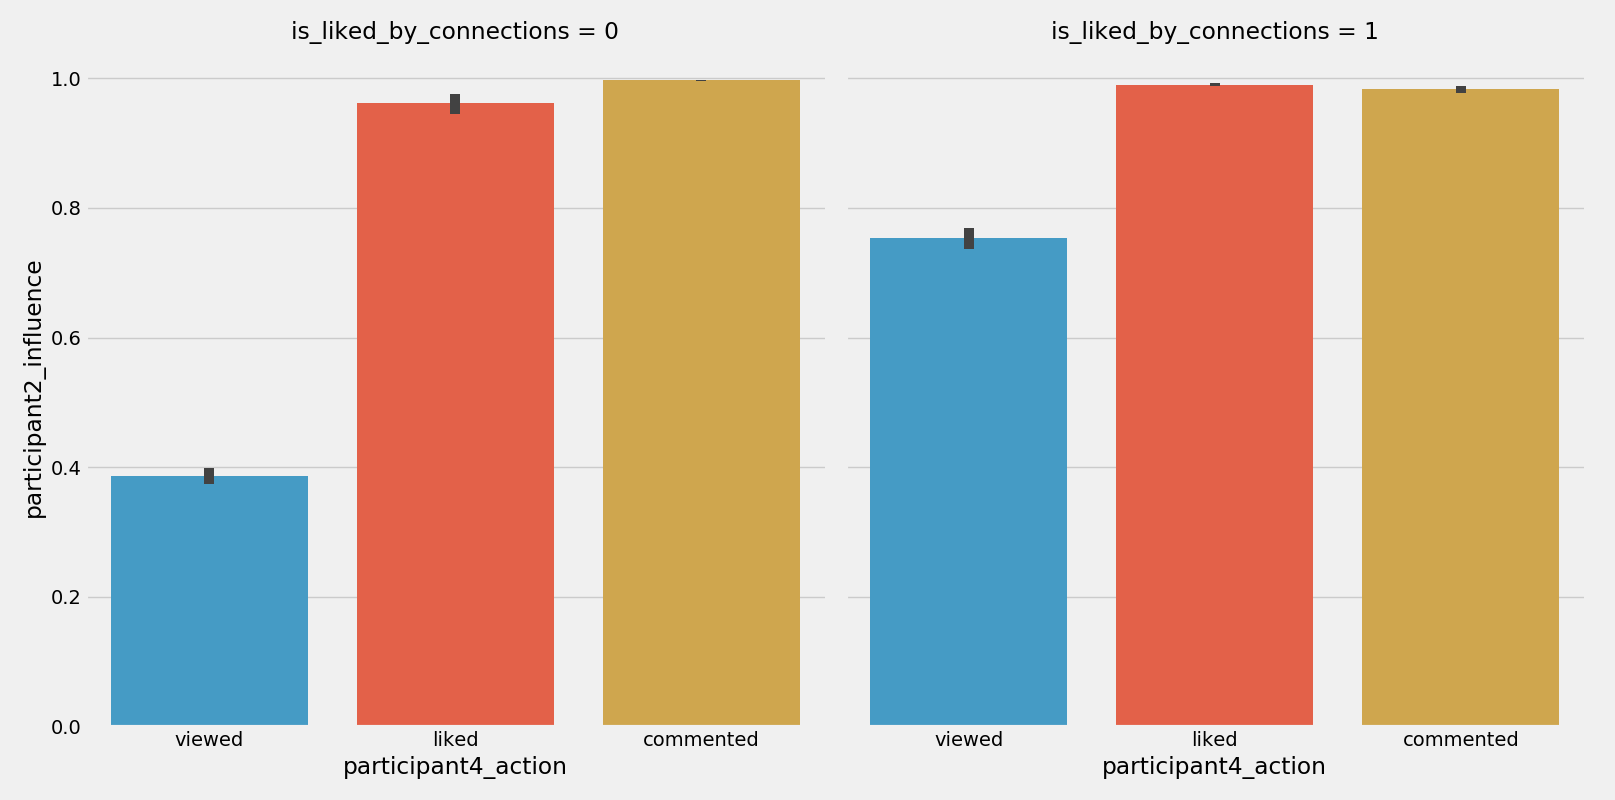 is_liked_by_connections = 0
is_liked_by_connections = 1
participant2_influence
1.0
0.8
0.6
0.4
0.2
0.0
viewed
liked
commented
viewed
liked
commented
participant4_action
participant4_action